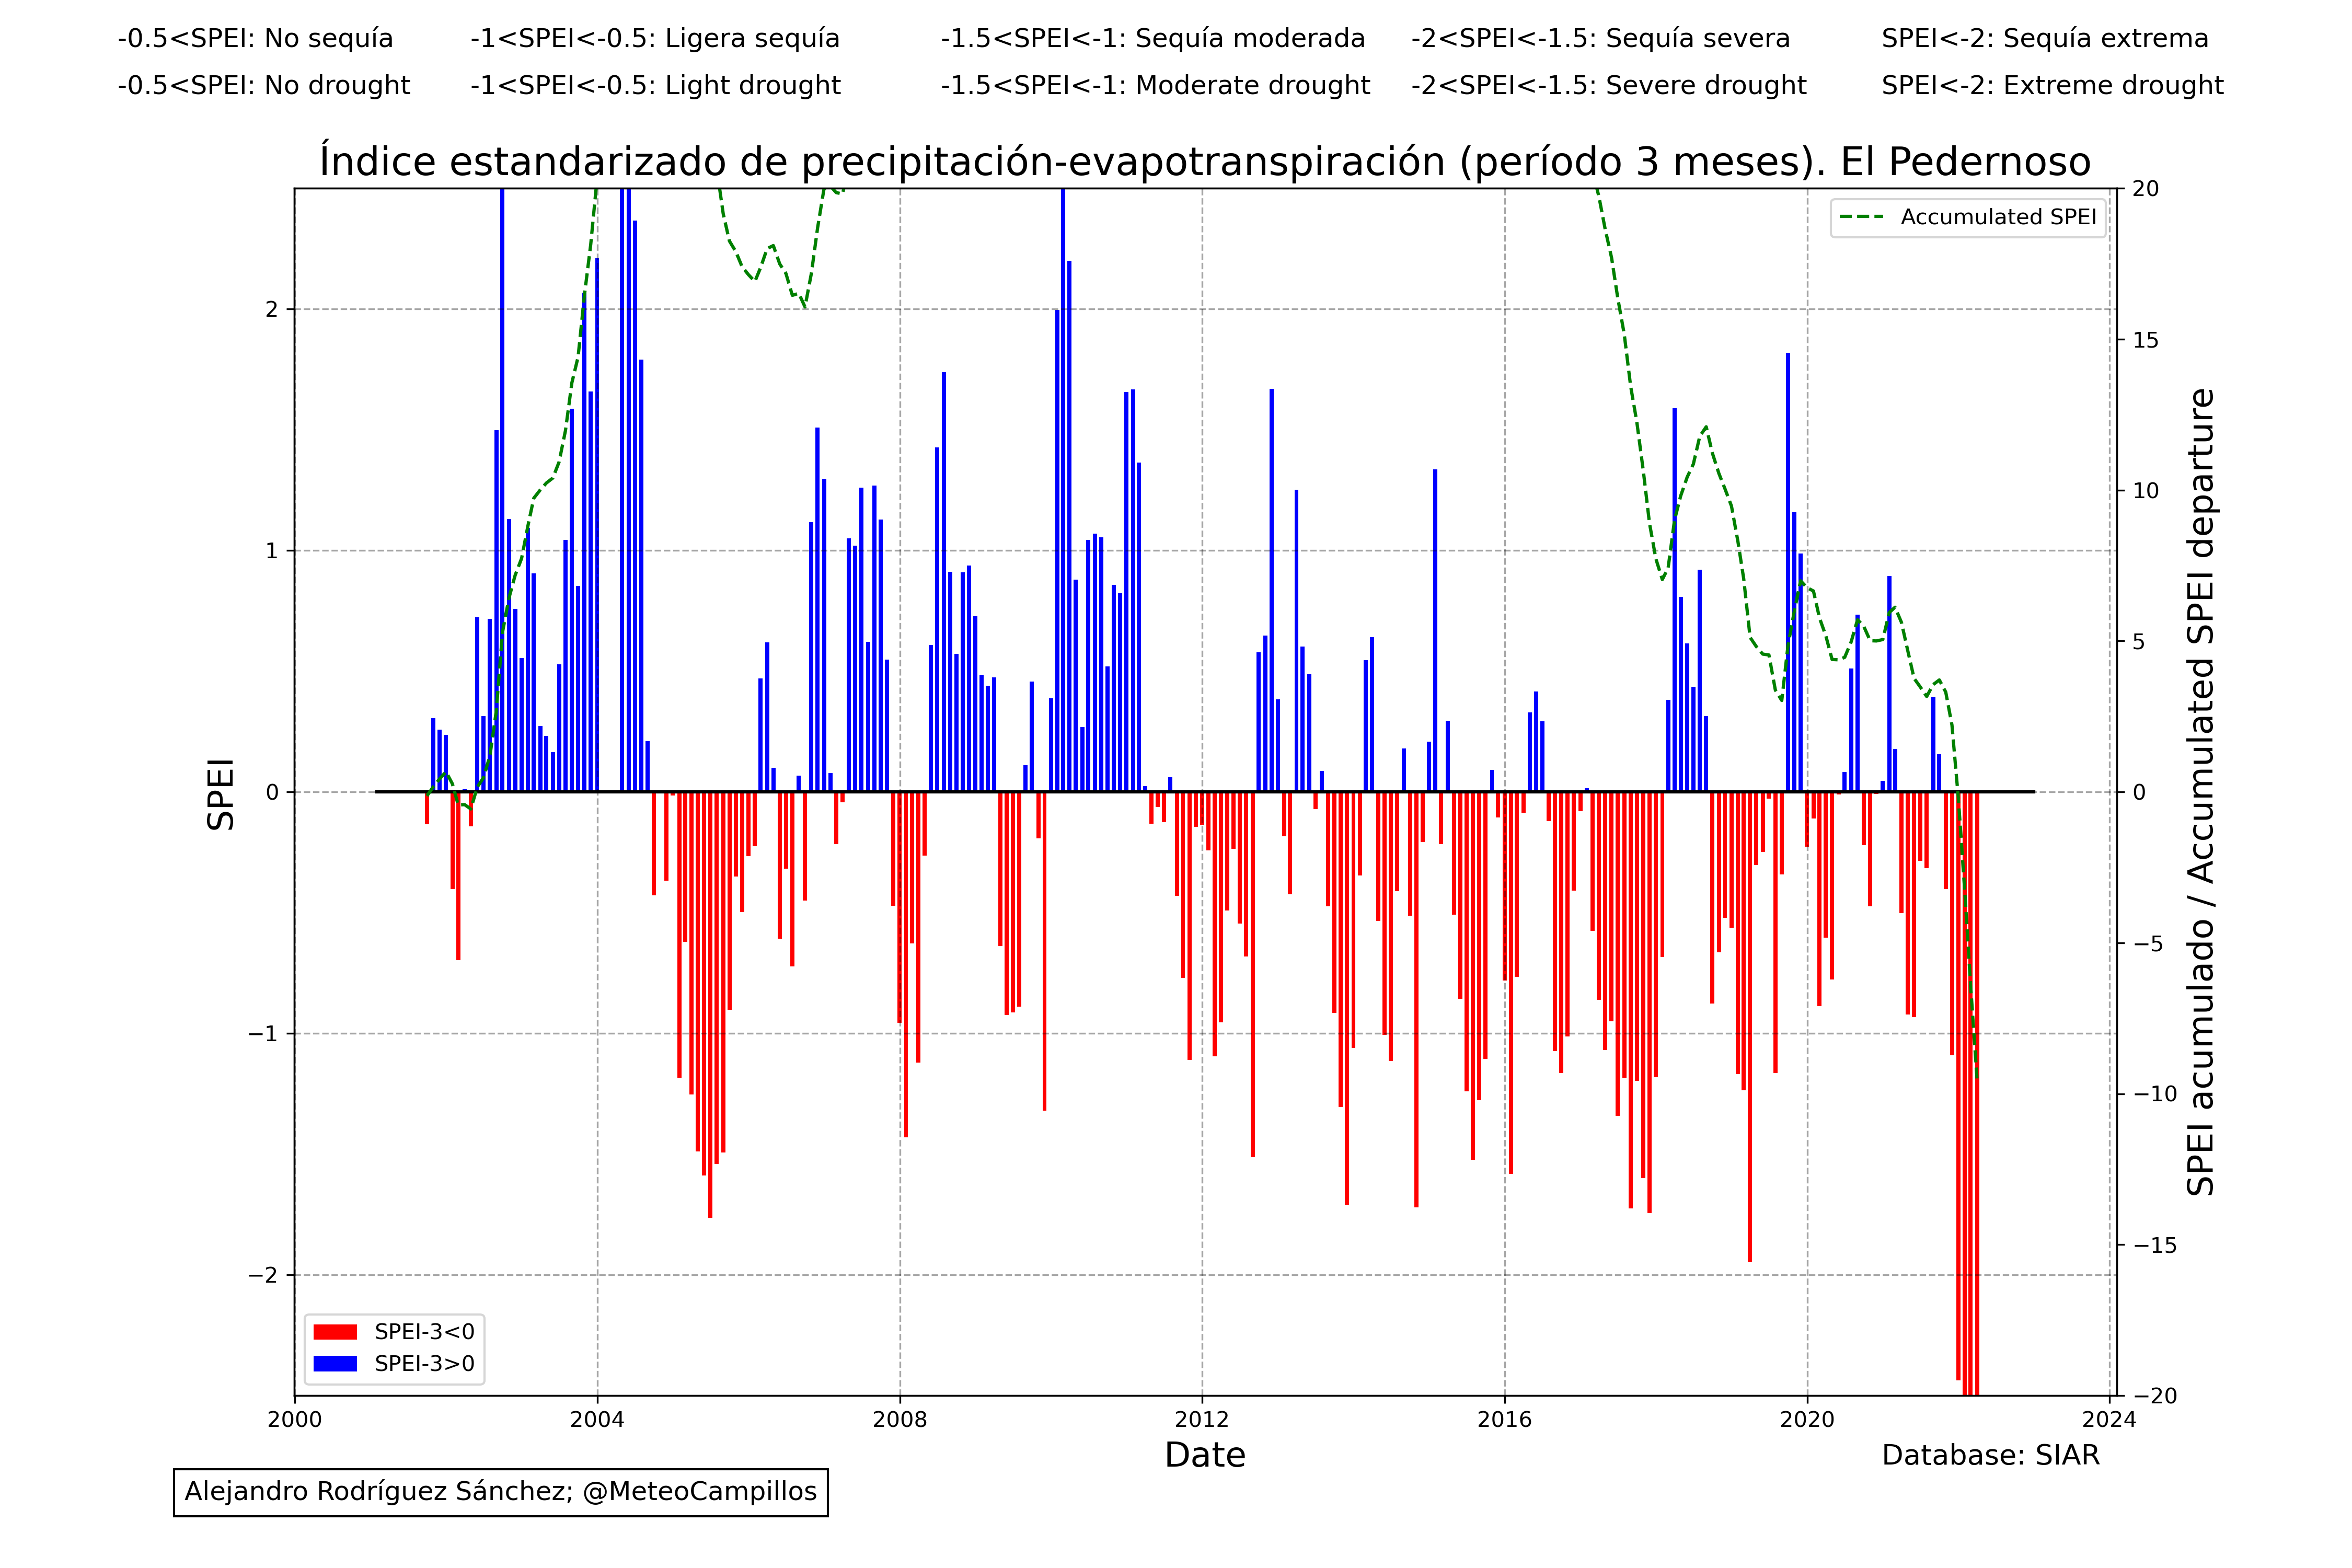 -0.5<SPEI: No sequía -1<SPEI<-0.5: Ligera sequía -1.5<SPEI<-1: Sequía moderada -2<SPEI<-1.5: Sequía severa SPEI<-2: Sequía extrema
-0.5<SPEI: No drought -1<SPEI<-0.5: Light drought -1.5<SPEI<-1: Moderate drought -2<SPEI<-1.5: Severe drought SPEI<-2: Extreme drought
Índice estandarizado de precipitación-evapotranspiración (período 3 meses). El Pedernoso
Accumulated SPEI
SPEI
2
1
0
−1
−2
20
15
10
5
0
−5
−10
−15
−20
SPEI acumulado / Accumulated SPEI departure
SPEI-3<0
SPEI-3>0
2000 2004 2008 2012 2016 2020 2024
Date
Database: SIAR
Alejandro Rodríguez Sánchez; @MeteoCampillos